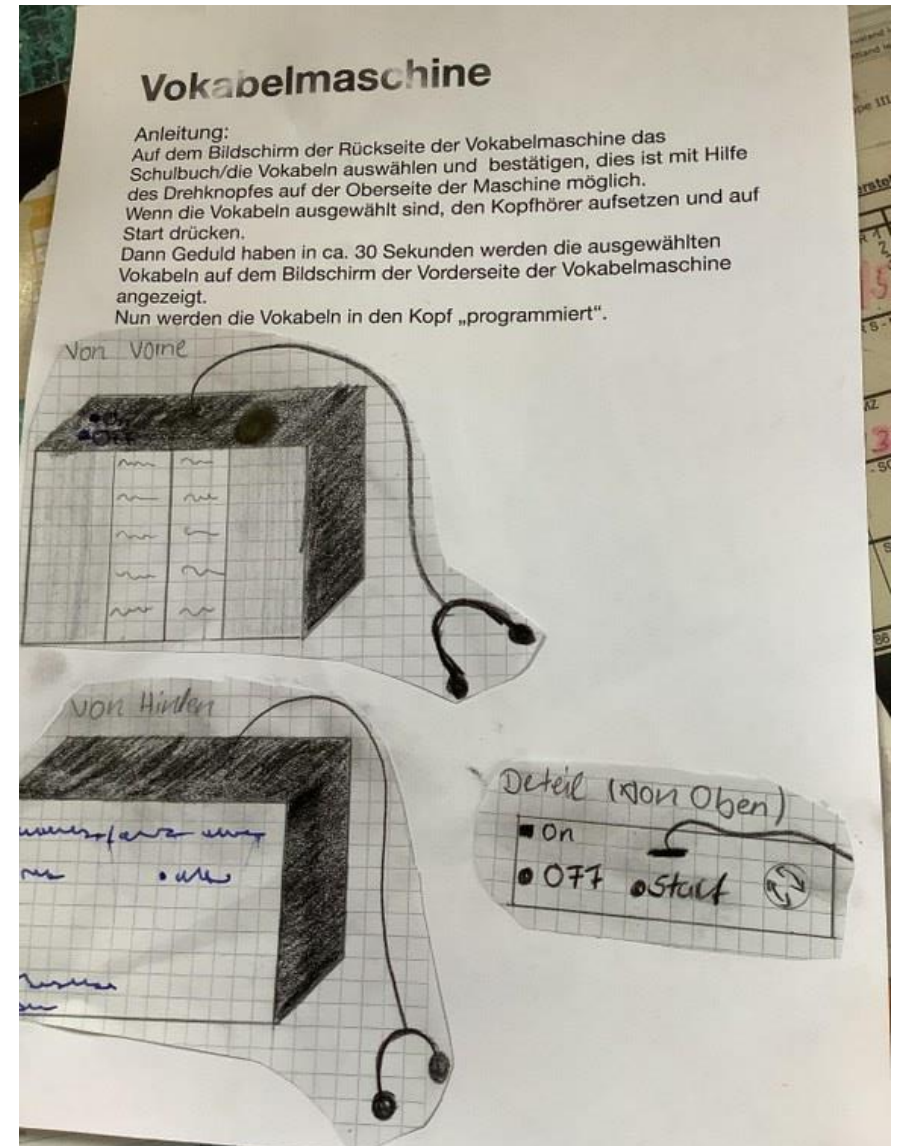 Vokabelmaschine
Anleitung:
Auf dem Bildschirm der Rückseite der Vokabelmaschine das
Schulbuch/die Vokabeln auswählen und bestätigen, dies ist mit Hilfe
des Drehknopfes auf der Oberseite der Maschine möglich.
Wenn die Vokabeln ausgewählt sind, den Kopfhörer aufsetzen und auf
Start drücken.
Dann Geduld haben in ca. 30 Sekunden werden die ausgewählten
Vokabeln auf dem Bildschirm der Vorderseite der Vokabelmaschine
angezeigt.
Nun werden die Vokabeln in den Kopf „programmiert“.
Von Vorne
On
Off
von Hinten
Deteil (von Oben)
On
OFF Start